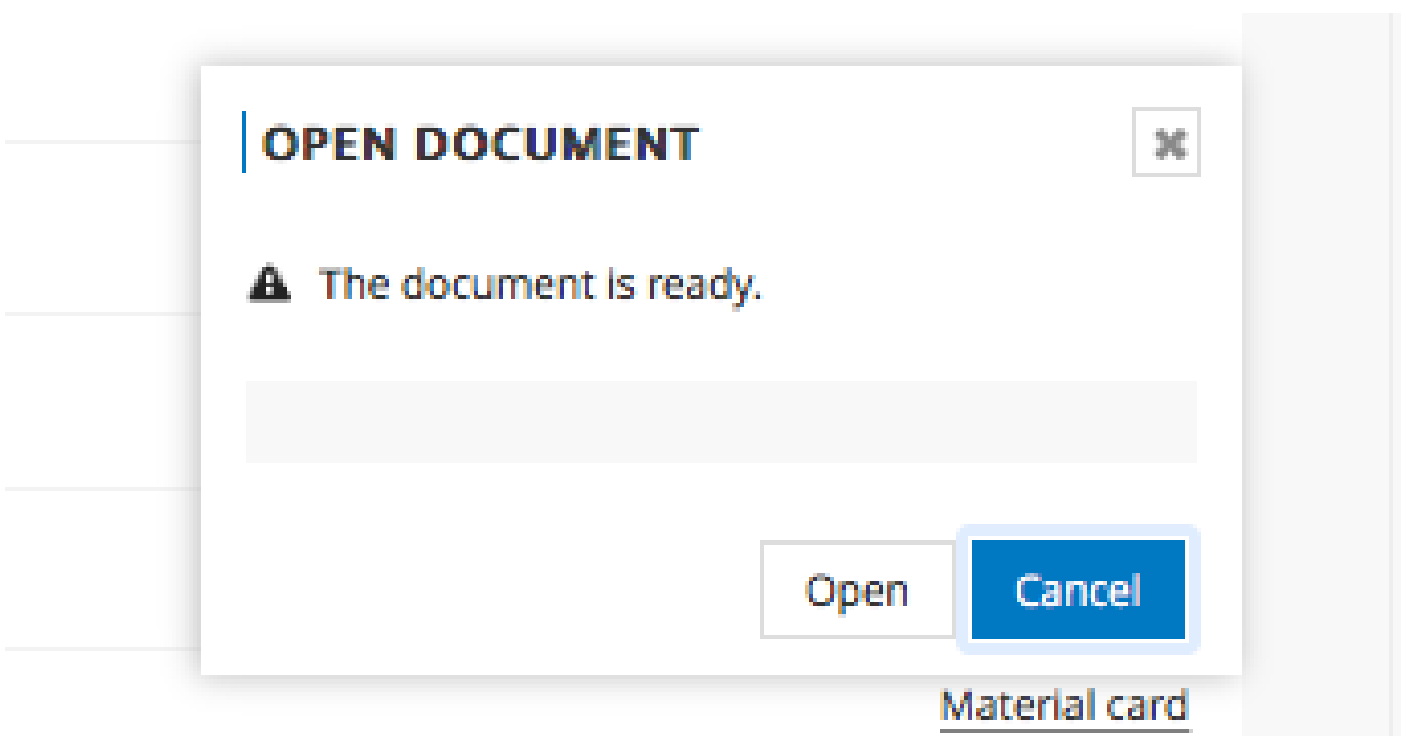 OPEN DOCUMENT
The document is ready.
Open
Cancel
Material card